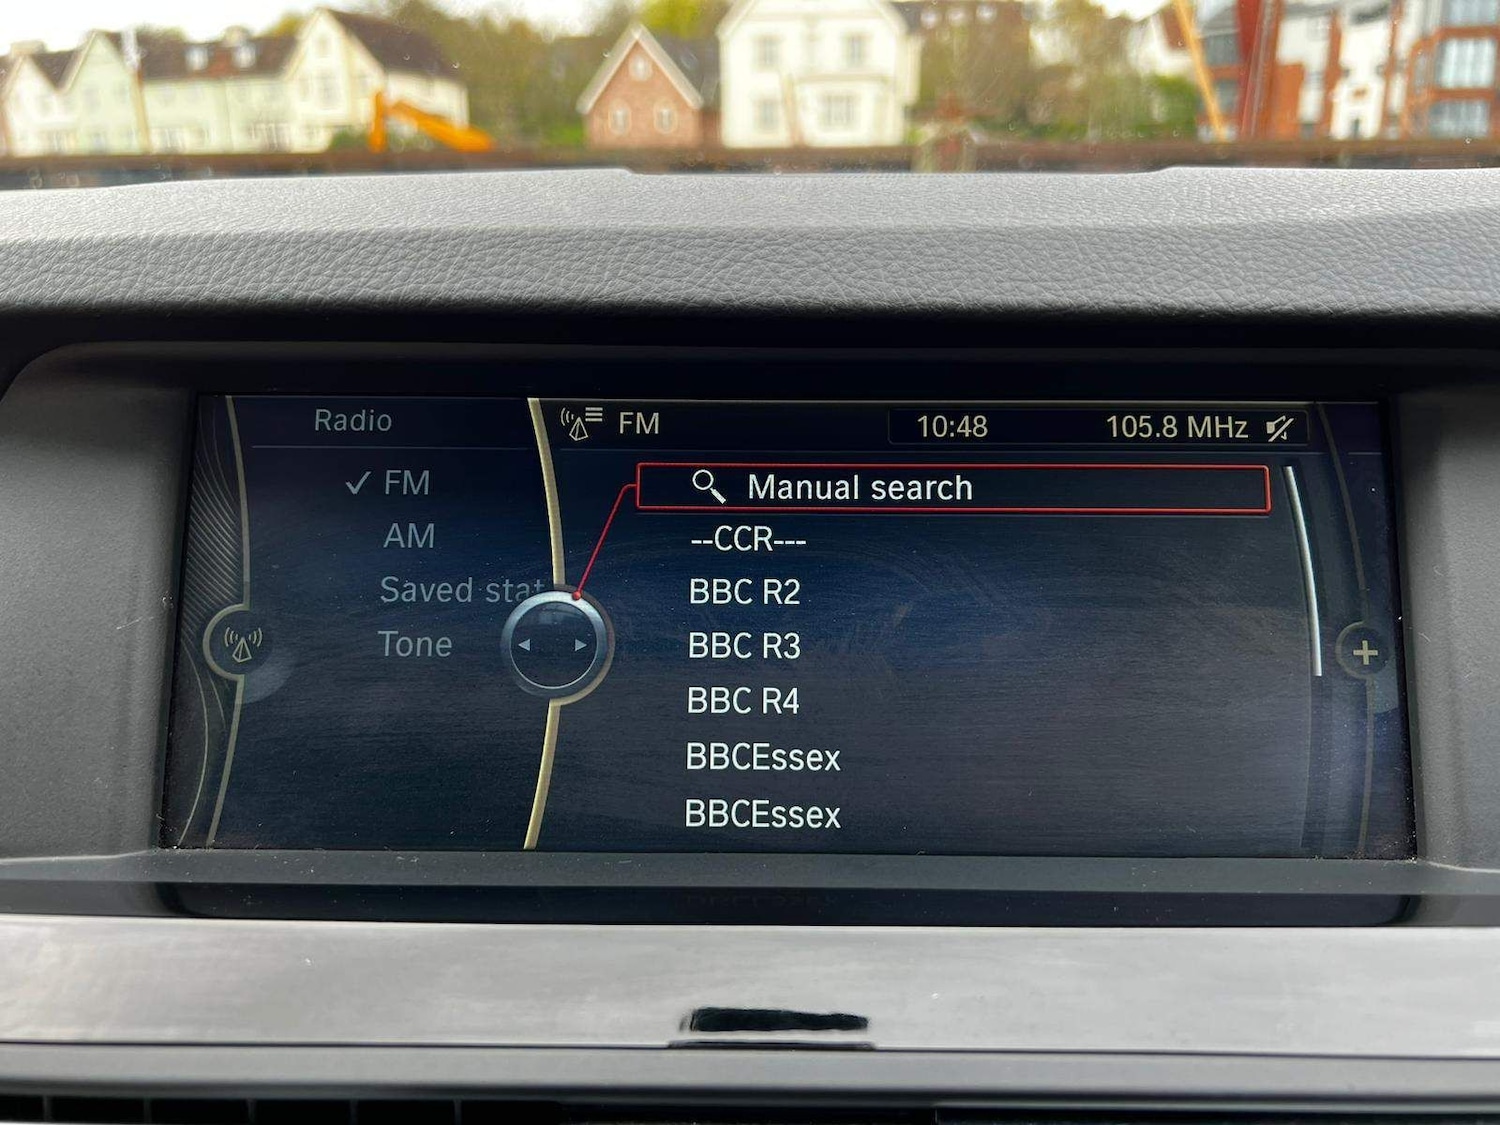 Radio
FM
AM
Saved stat
Tone
FM 10:48 105.8 MHz
Manual search
--CCR---
BBC R2
BBC R3
BBC R4
BBCEssex
BBCEssex